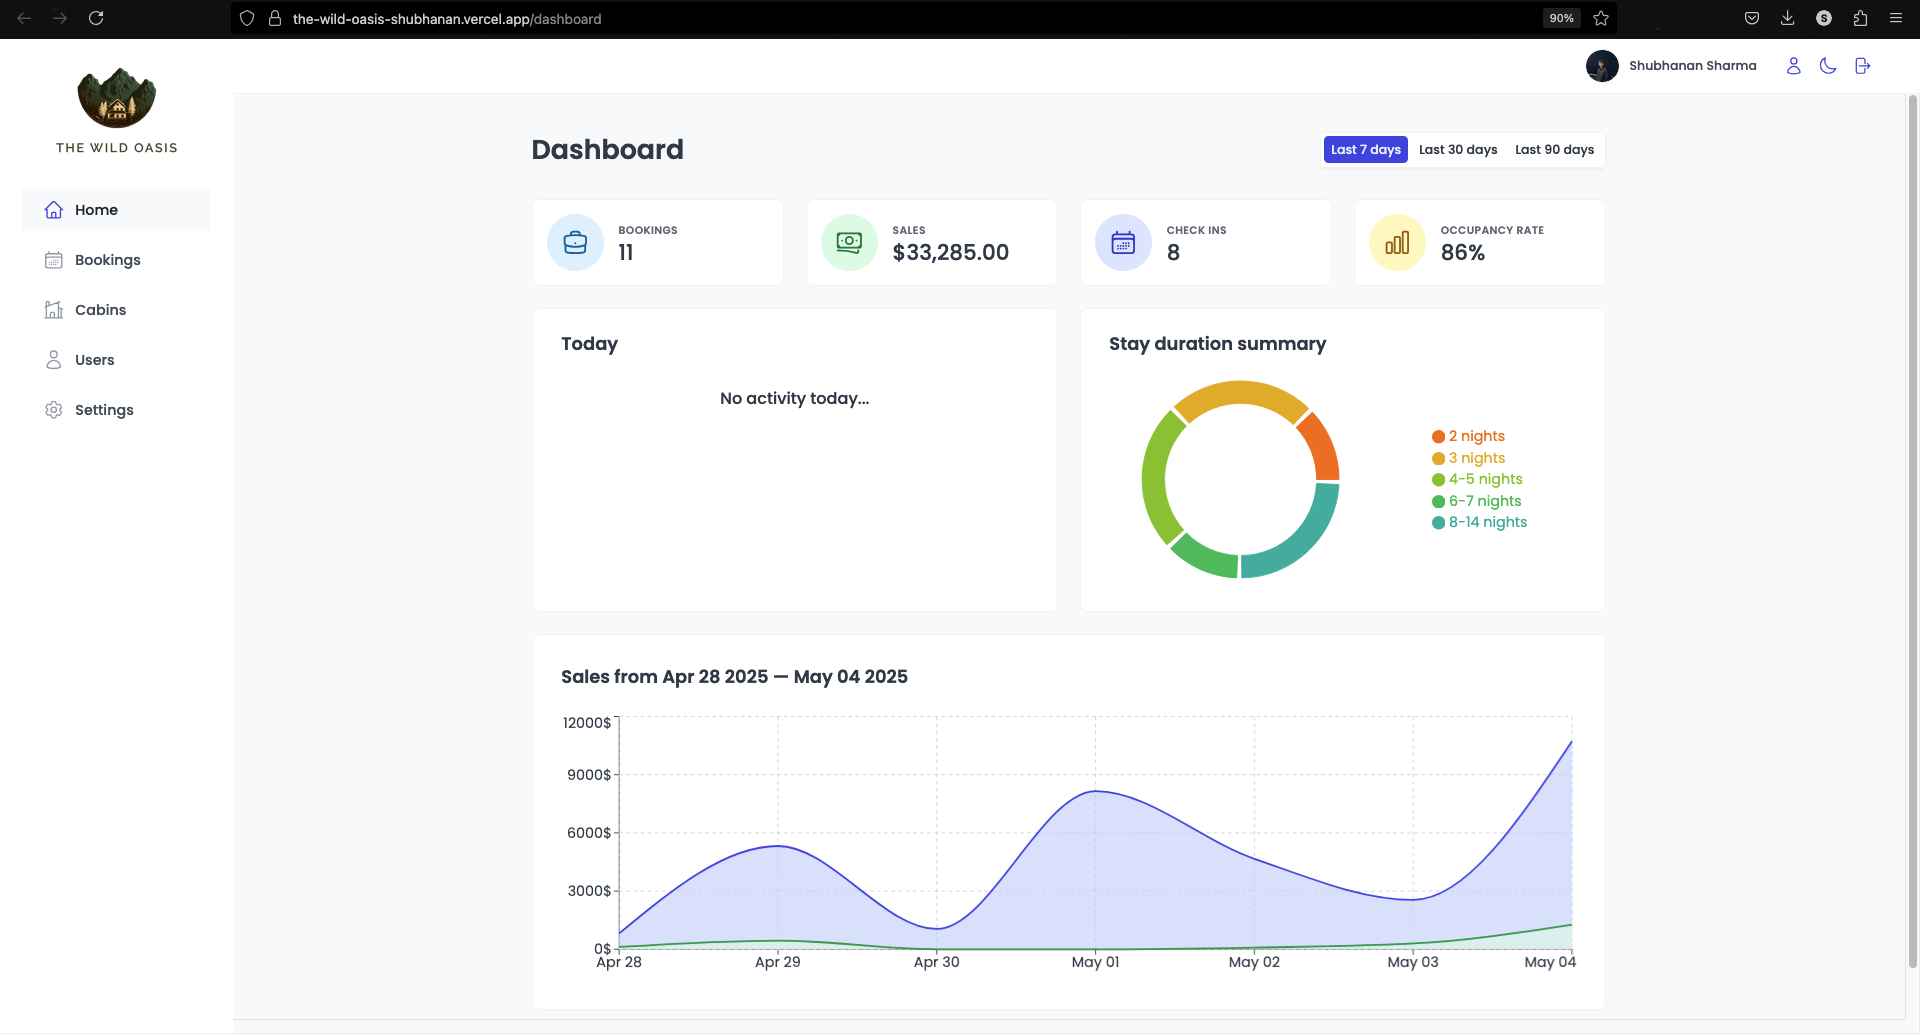 the-wild-oasis-shubhanan.vercel.app/dashboard
90%
S
THE WILD OASIS
Shubhanan Sharma
Home
Bookings
Cabins
Users
Settings
Dashboard
Last 7 days Last 30 days Last 90 days
BOOKINGS
11
SALES
$33,285.00
CHECK INS
8
OCCUPANCY RATE
86%
Today
No activity today...
Stay duration summary
2 nights
3 nights
4-5 nights
6-7 nights
8-14 nights
Sales from Apr 28 2025 — May 04 2025
12000$
9000$
6000$
3000$
0$
Apr 28 Apr 29 Apr 30 May 01 May 02 May 03 May 04